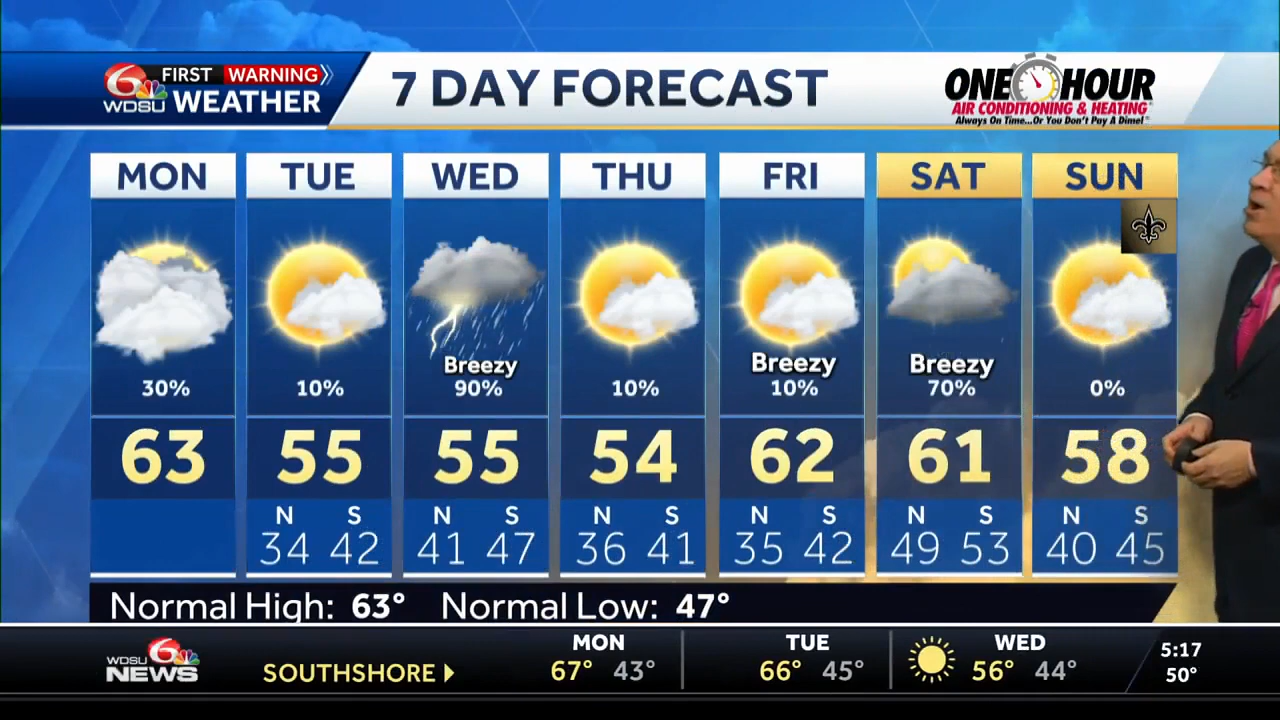 6 WDSU FIRST WARNING WEATHER
7 DAY FORECAST
ONE HOUR
AIR CONDITIONING & HEATING
Always On Time...Or You Don't Pay A Dime!
MON TUE WED THU FRI SAT SUN
Breezy Breezy Breezy
30% 10% 90% 10% 10% 70% 0%
63 55 55 54 62 61 58
N S N S N S N S N S N S
34 42 41 47 36 41 35 42 49 53 40 45
Normal High: 63° Normal Low: 47°
WDSU 6 NEWS
SOUTHSHORE
MON
67° 43°
TUE
66° 45°
WED
56° 44°
5:17
50°